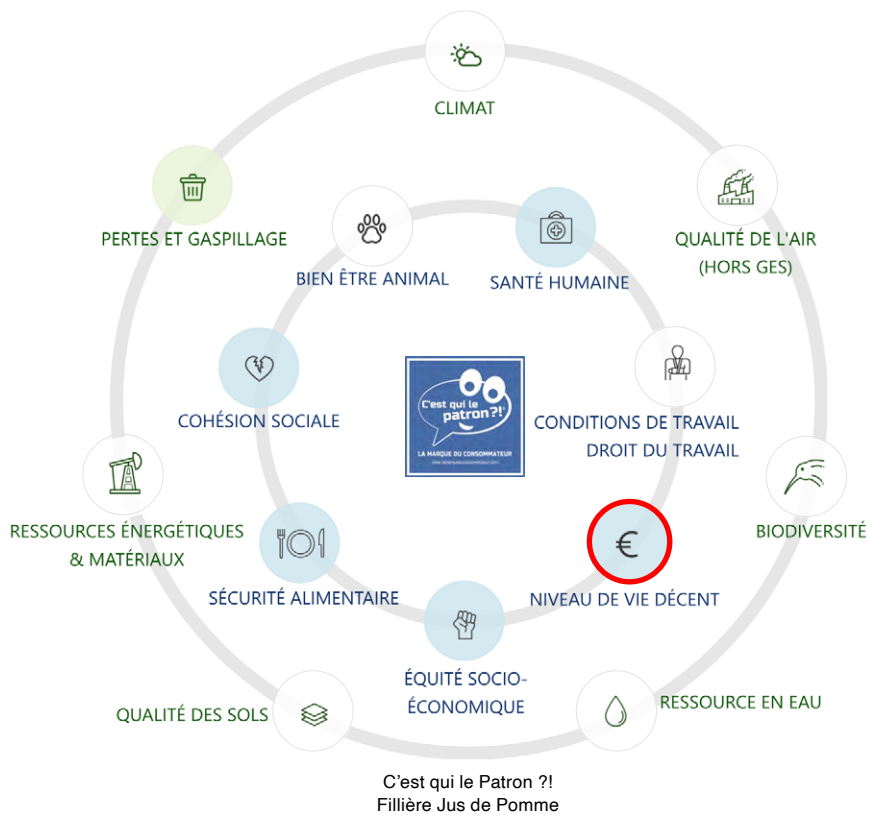 CLIMAT
PERTES ET GASPILLAGE
QUALITÉ DE L'AIR
(HORS GES)
BIEN ÊTRE ANIMAL
SANTÉ HUMAINE
C'est qui le
patron?!
LA MARQUE DU CONSOMMATEUR
www.lamarqueduconsommateur.com
COHÉSION SOCIALE
CONDITIONS DE TRAVAIL
DROIT DU TRAVAIL
RESSOURCES ÉNERGÉTIQUES
& MATÉRIAUX
BIODIVERSITÉ
€
SÉCURITÉ ALIMENTAIRE
NIVEAU DE VIE DÉCENT
ÉQUITÉ SOCIO-
ÉCONOMIQUE
QUALITÉ DES SOLS
RESSOURCE EN EAU
C'est qui le Patron ?!
Fillière Jus de Pomme